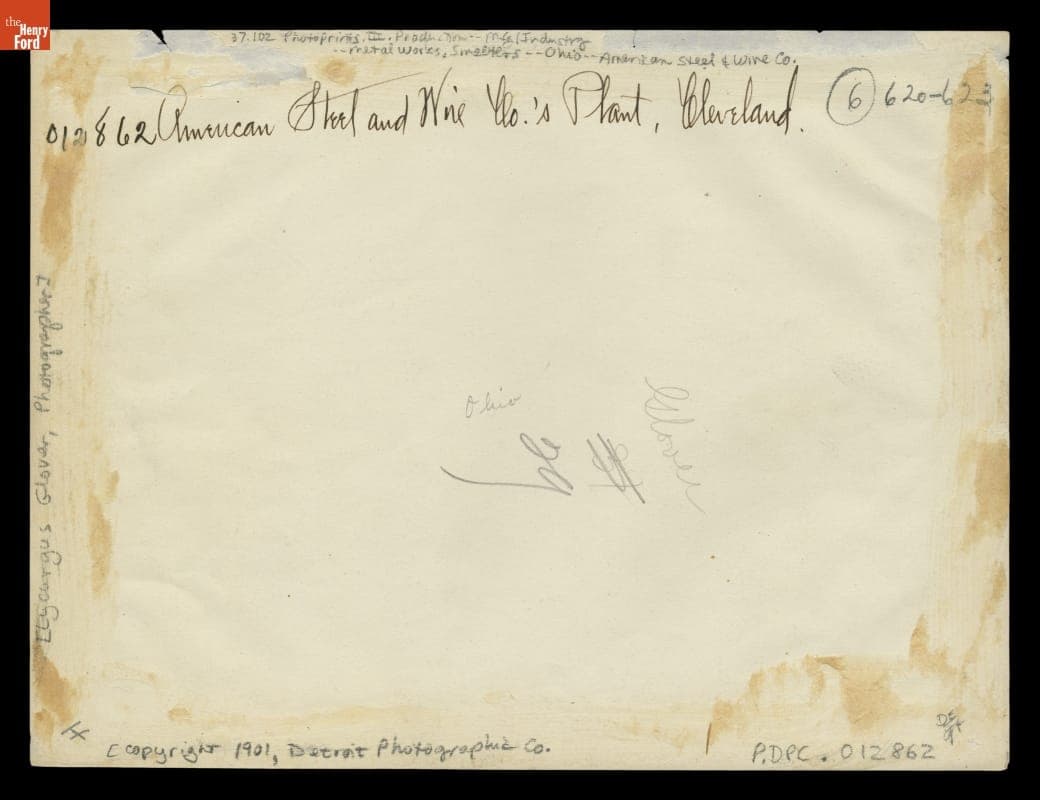 the
Henry
Ford
37.102 Photoprints. III. Production--Mfg/Industry
--Metal Works, Smelters--Ohio--American Steel & Wire Co.
012862 American Steel and Wire Co.'s Plant, Cleveland.
6 620-623
[Lycurgus Glover, Photographer]
Ohio
Glover
[copyright 1901, Detroit Photographic Co.
P.DPC. 012862